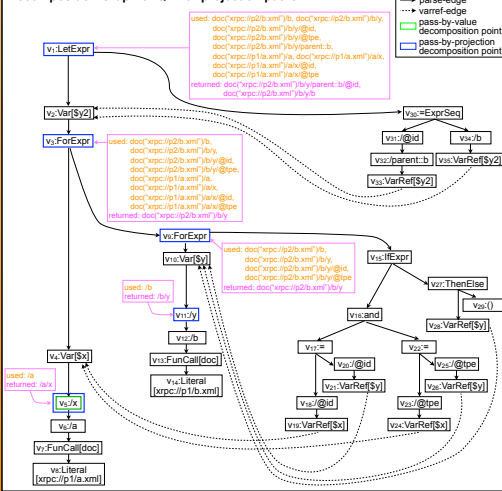 parse-edge
varref-edge
pass-by-value
decomposition point
pass-by-projection
decomposition point
used: doc("xrpc://p2/b.xml")/b, doc("xrpc://p2/b.xml")/b/y,
doc("xrpc://p2/b.xml")/b/y/@id,
doc("xrpc://p2/b.xml")/b/y/@tpe,
doc("xrpc://p2/b.xml")/b/y/parent::b,
doc("xrpc://p1/a.xml")/a, doc("xrpc://p1/a.xml")/a/x,
doc("xrpc://p1/a.xml")/a/x/@id,
doc("xrpc://p1/a.xml")/a/x/@tpe
returned: doc("xrpc://p2/b.xml")/b/y/parent::b/@id,
doc("xrpc://p2/b.xml")/b/y/b
v1:LetExpr
v2:Var[$y2]
v3:ForExpr
v30:=ExprSeq
v31:/@id
v34:/b
v32:/parent::b
v35:VarRef[$y2]
v33:VarRef[$y2]
used: doc("xrpc://p2/b.xml")/b,
doc("xrpc://p2/b.xml")/b/y,
doc("xrpc://p2/b.xml")/b/y/@id,
doc("xrpc://p2/b.xml")/b/y/@tpe,
doc("xrpc://p1/a.xml")/a,
doc("xrpc://p1/a.xml")/a/x,
doc("xrpc://p1/a.xml")/a/x/@id,
doc("xrpc://p1/a.xml")/a/x/@tpe
returned: doc("xrpc://p2/b.xml")/b/y
v9:ForExpr
v10:Var[$y]
used: doc("xrpc://p2/b.xml")/b,
doc("xrpc://p2/b.xml")/b/y,
doc("xrpc://p2/b.xml")/b/y/@id,
doc("xrpc://p2/b.xml")/b/y/@tpe
returned: doc("xrpc://p2/b.xml")/b/y
v15:IfExpr
v27:ThenElse
v29:()
v28:VarRef[$y]
used: /b
returned: /b/y
v11:/y
v12:/b
v13:FunCall[doc]
v14:Literal
[xrpc://p1/b.xml]
v16:and
v17:=
v22:=
v20:/@id
v25:/@tpe
v21:VarRef[$y]
v26:VarRef[$y]
v18:/@id
v23:/@tpe
v19:VarRef[$x]
v24:VarRef[$x]
v4:Var[$x]
used: /a
returned: /a/x
v5:/x
v6:/a
v7:FunCall[doc]
v8:Literal
[xrpc://p1/a.xml]